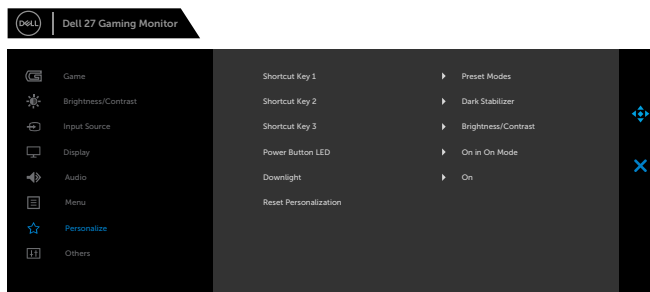 DELL
Dell 27 Gaming Monitor
Game
Brightness/Contrast
Input Source
Display
Audio
Menu
Personalize
Others
Shortcut Key 1 Preset Modes
Shortcut Key 2 Dark Stabilizer
Shortcut Key 3 Brightness/Contrast
Power Button LED On in On Mode
Downlight On
Reset Personalization